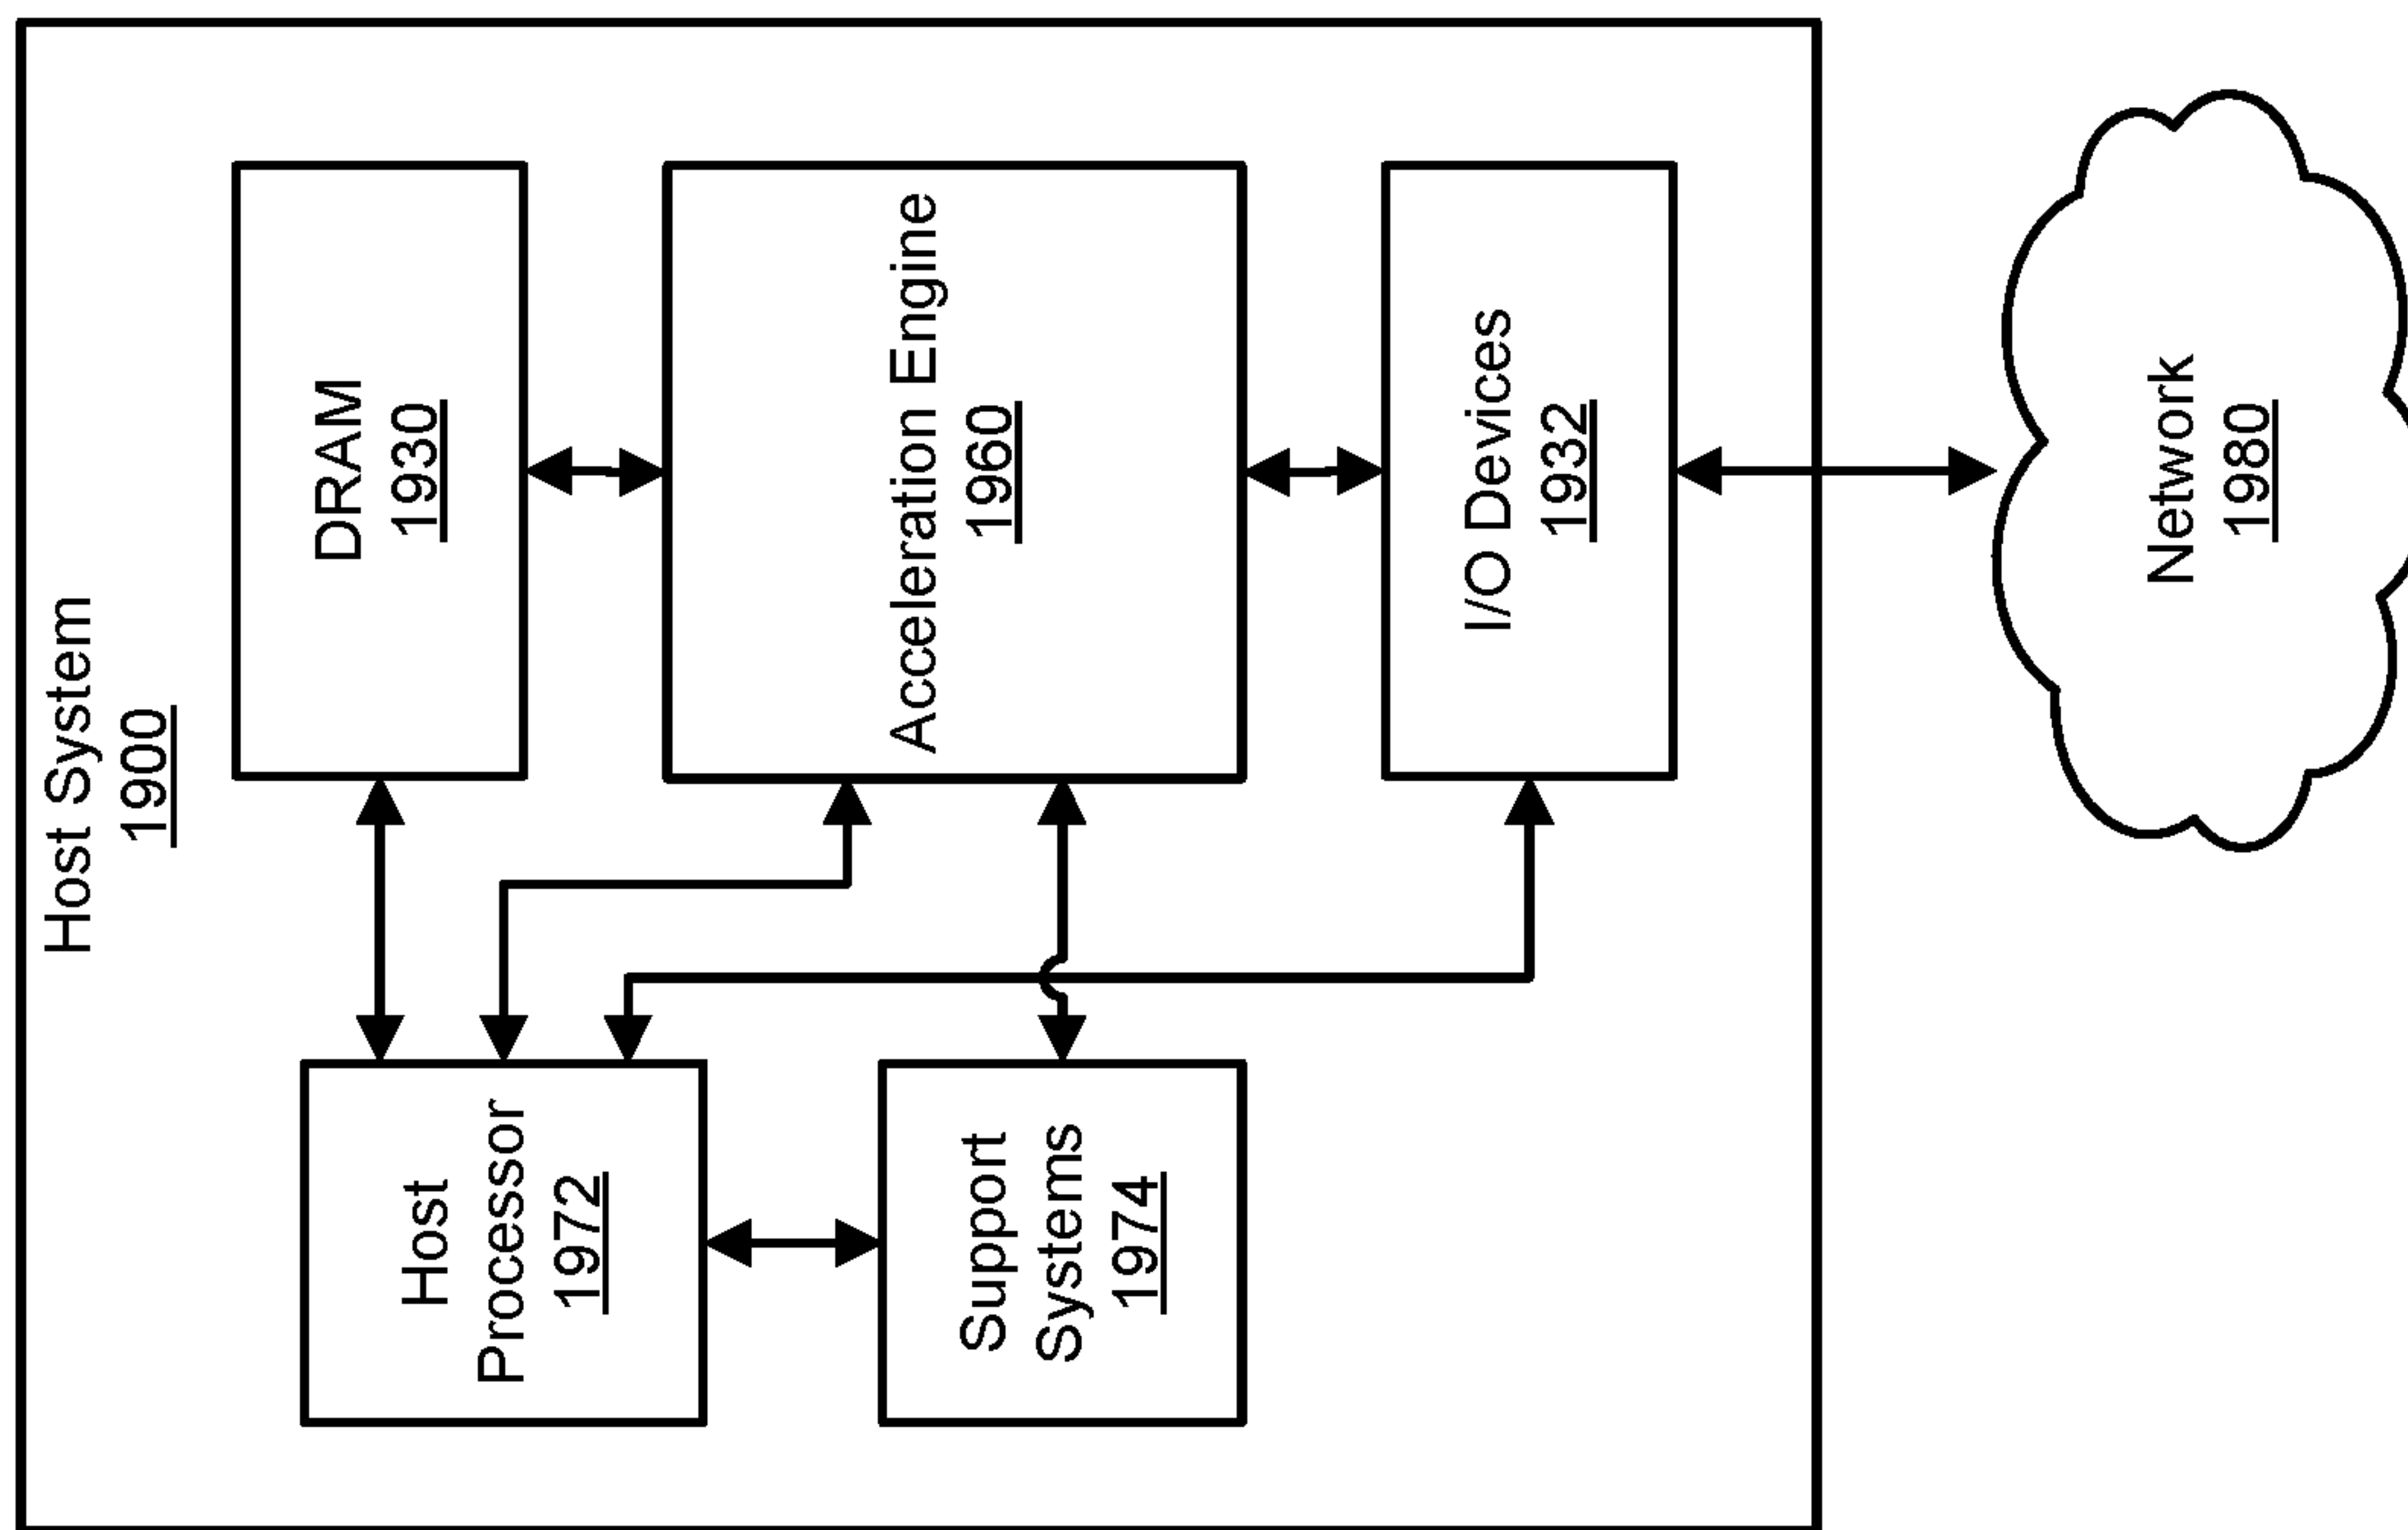 Host System
1900
DRAM
1930
Acceleration Engine
1960
I/O Devices
1932
Host
Processor
1972
Support
Systems
1974
Network
1980